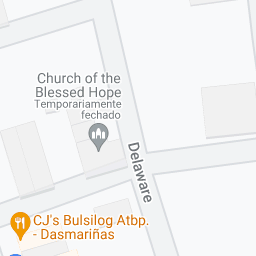 Church of the
Blessed Hope
Temporariamente
fechado
Delaware
CJ's Bulsilog Atbp.
- Dasmariñas